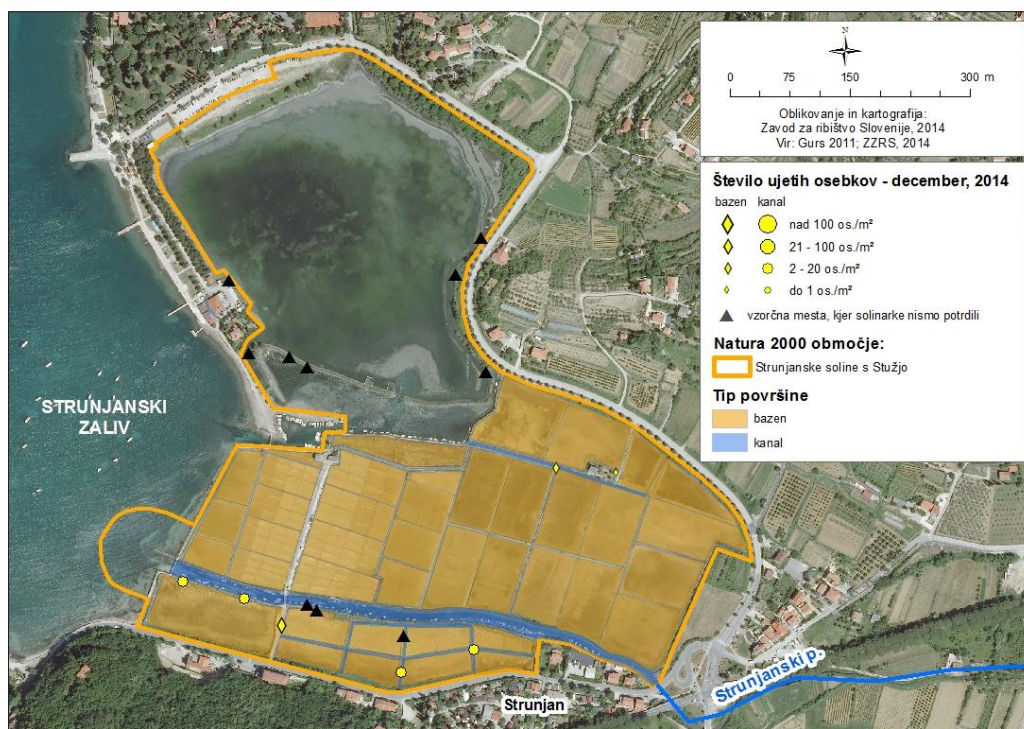 N
0 75 150 300 m
Oblikovanje in kartografija:
Zavod za ribištvo Slovenije, 2014
Vir: Gurs 2011; ZZRS, 2014
Število ujetih osebkov - december, 2014
bazen kanal
nad 100 os./m²
21 - 100 os./m²
2 - 20 os./m²
do 1 os./m²
vzorčna mesta, kjer solinarke nismo potrdili
Natura 2000 območje:
Strunjanske soline s Stužjo
Tip površine
bazen
kanal
STRUNJANSKI
ZALIV
Strunjan
Strunjanski p.